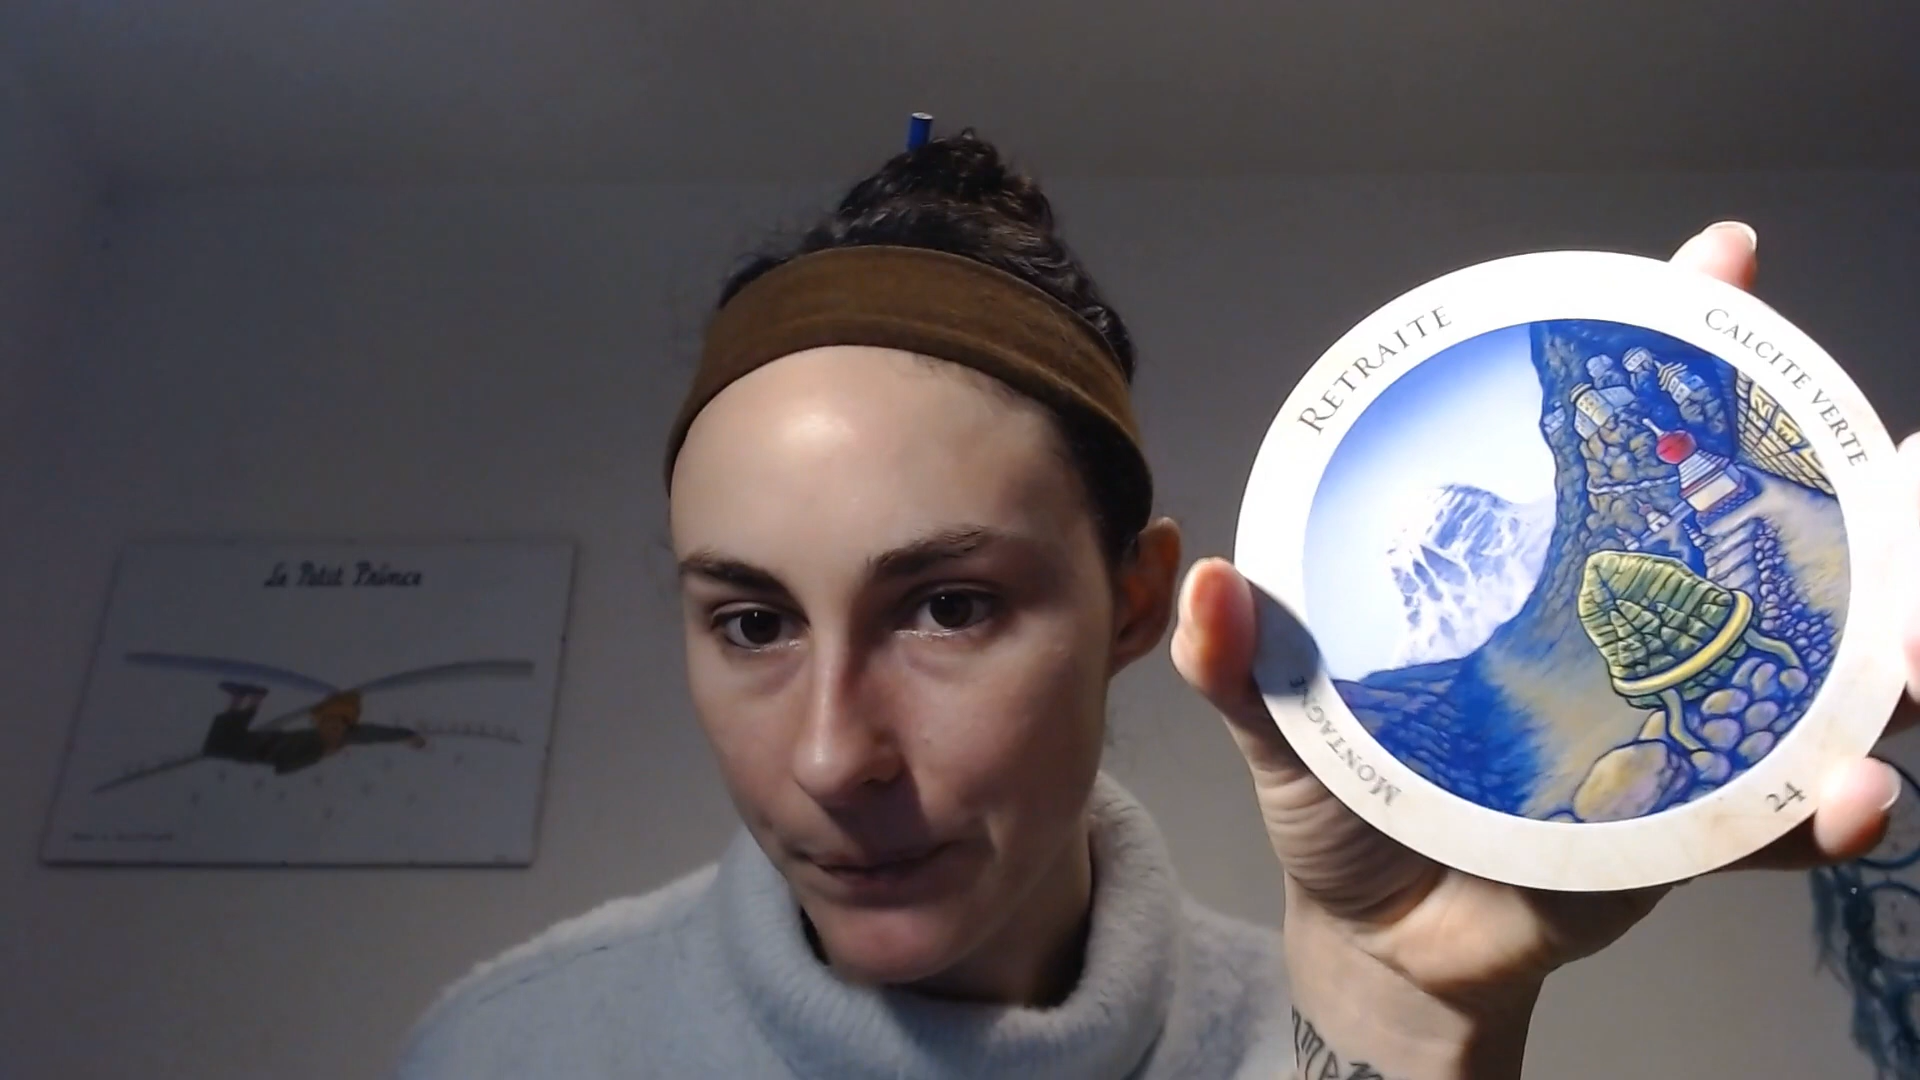 Le Petit Prince
RETRAITE
CALCITE VERTE
MONTAGNE
24